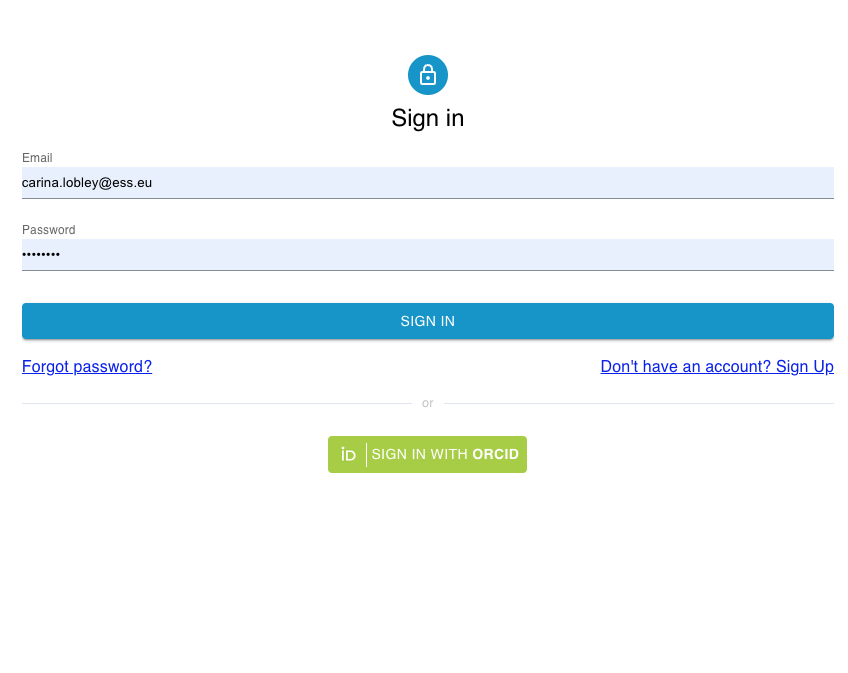 Sign in
Email
carina.lobley@ess.eu
Password
••••••••
SIGN IN
Forgot password? Don't have an account? Sign Up
or
iD SIGN IN WITH ORCID